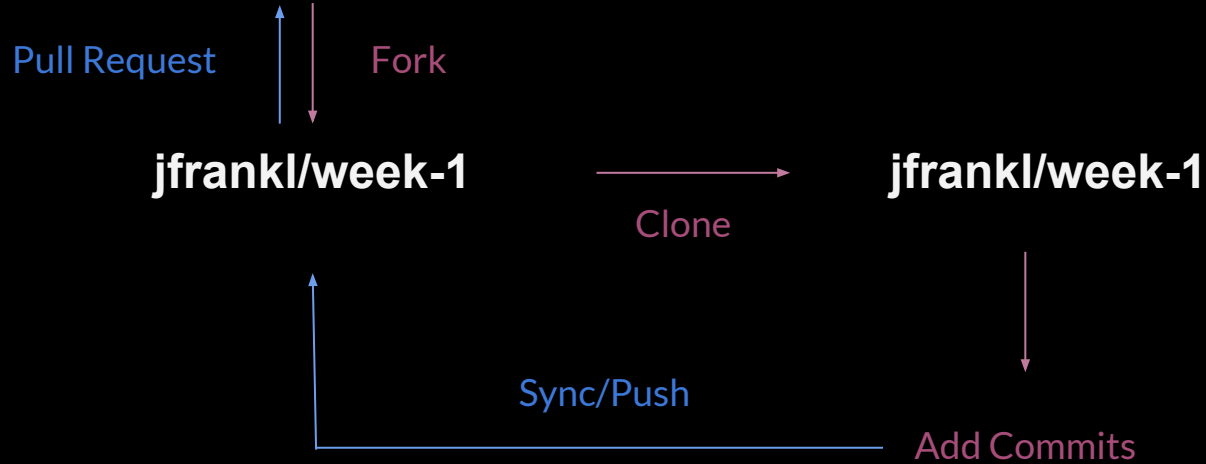 Pull Request
Fork
jfrankl/week-1
jfrankl/week-1
Clone
Sync/Push
Add Commits